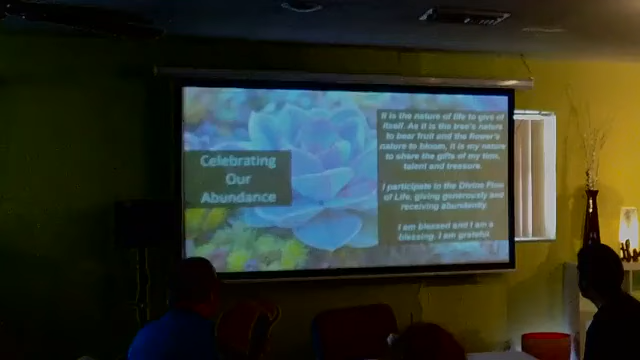 Celebrating
Our
Abundance
It is the nature of life to give of
itself. As it is the tree's nature
to bear fruit and the flower's
nature to bloom, it is my nature
to share the gifts of my time,
talent and treasure.
I participate in the Divine Flow
of Life, giving generously and
receiving abundantly.
I am blessed and I am a
blessing. I am grateful.